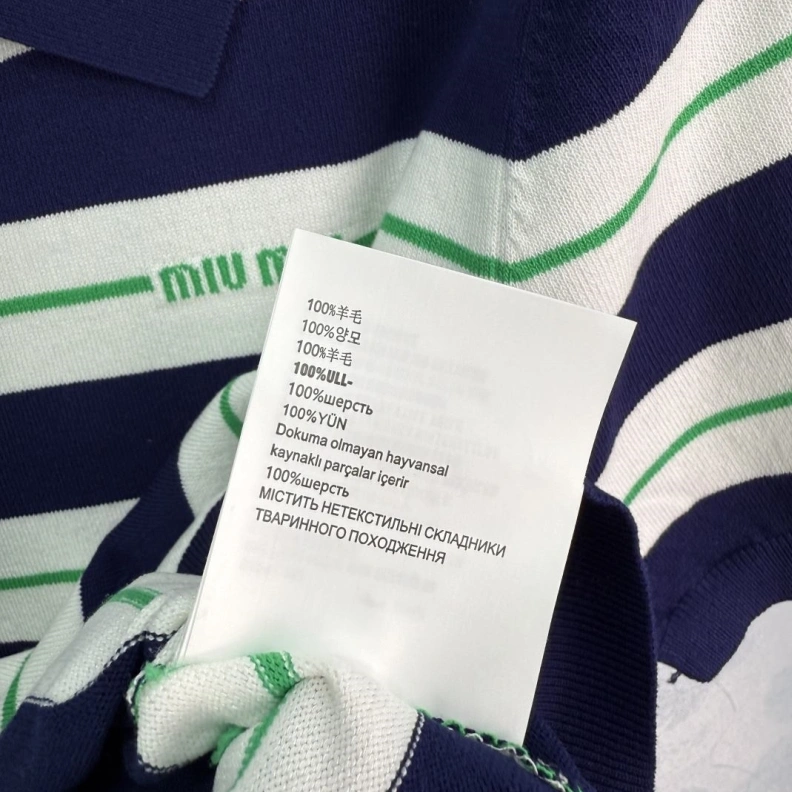 miu m
100%羊毛
100%양모
100%羊毛
100%ULL-
100%шерсть
100%YÜN
Dokuma olmayan hayvansal
kaynaklı parçalar içerir
100%шерсть
МІСТИТЬ НЕТЕКСТИЛЬНІ СКЛАДНИКИ
ТВАРИННОГО ПОХОДЖЕННЯ